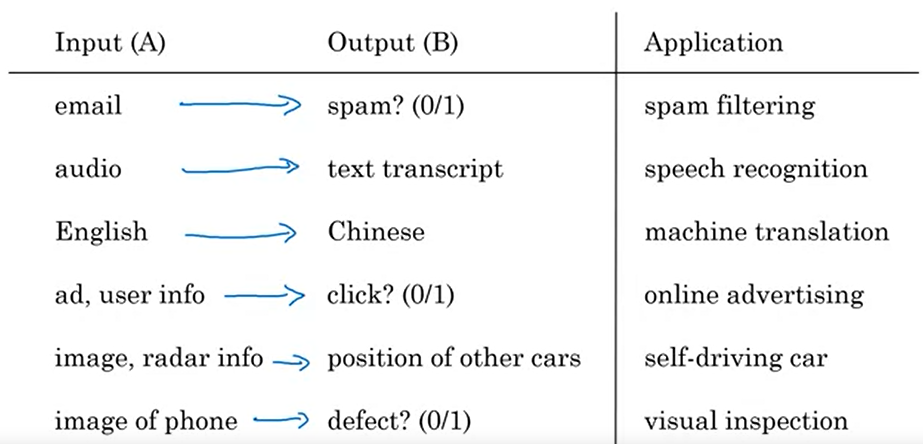 Input (A) Output (B) Application
email spam? (0/1) spam filtering
audio text transcript speech recognition
English Chinese machine translation
ad, user info click? (0/1) online advertising
image, radar info position of other cars self-driving car
image of phone defect? (0/1) visual inspection